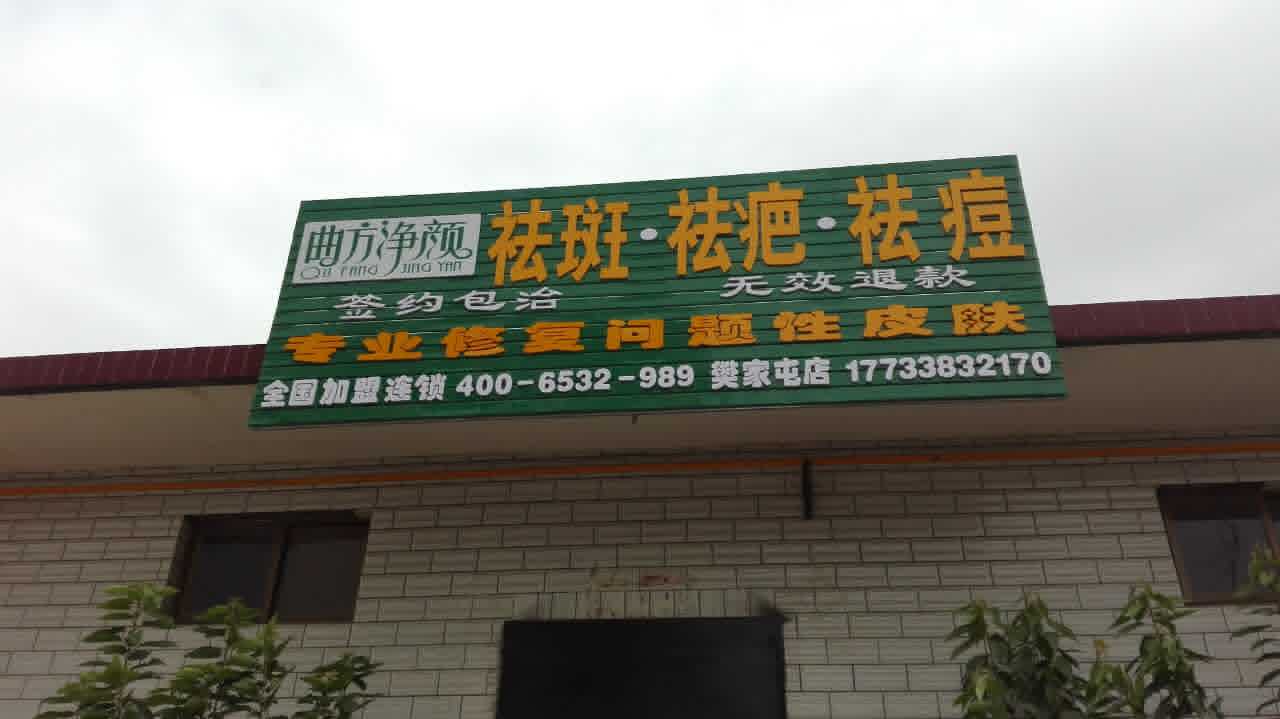 曲方净颜 祛斑·祛疤·祛痘
QU FANG JING YAN
签约包治 无效退款
专业修复问题性皮肤
全国加盟连锁 400-6532-989 樊家屯店 17733832170